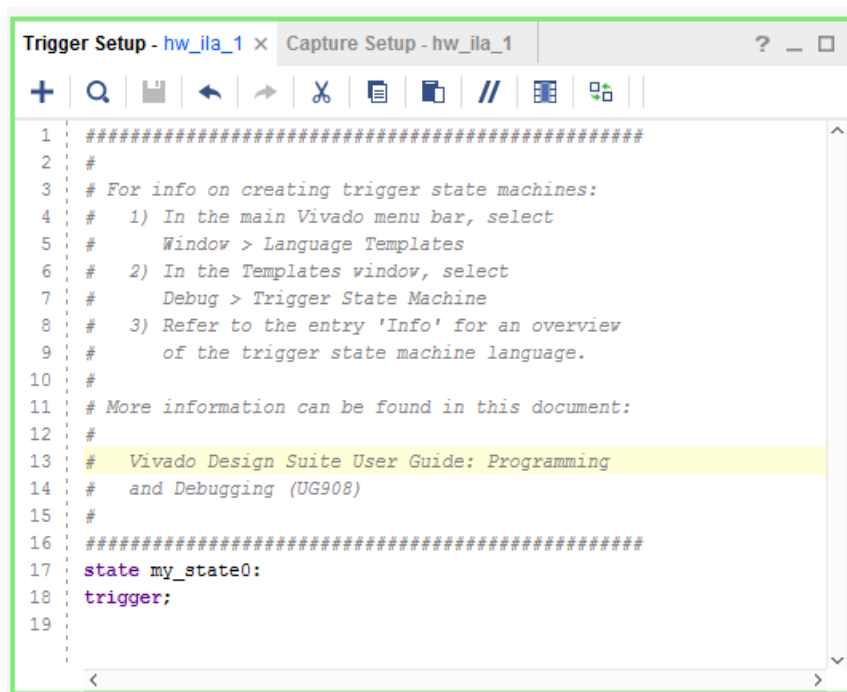 Trigger Setup - hw_ila_1 × Capture Setup - hw_ila_1 ? _
1 ##################################################
2 #
3 # For info on creating trigger state machines:
4 #   1) In the main Vivado menu bar, select
5 #      Window > Language Templates
6 #   2) In the Templates window, select
7 #      Debug > Trigger State Machine
8 #   3) Refer to the entry 'Info' for an overview
9 #      of the trigger state machine language.
10 #
11 # More information can be found in this document:
12 #
13 #   Vivado Design Suite User Guide: Programming
14 #   and Debugging (UG908)
15 #
16 ##################################################
17 state my_state0:
18 trigger;
19